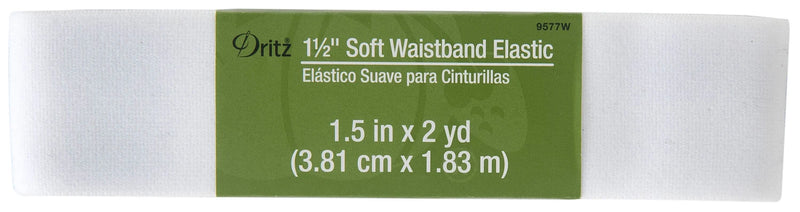 9577W
Dritz® 1½" Soft Waistband Elastic
Elástico Suave para Cinturillas
1.5 in x 2 yd
(3.81 cm x 1.83 m)